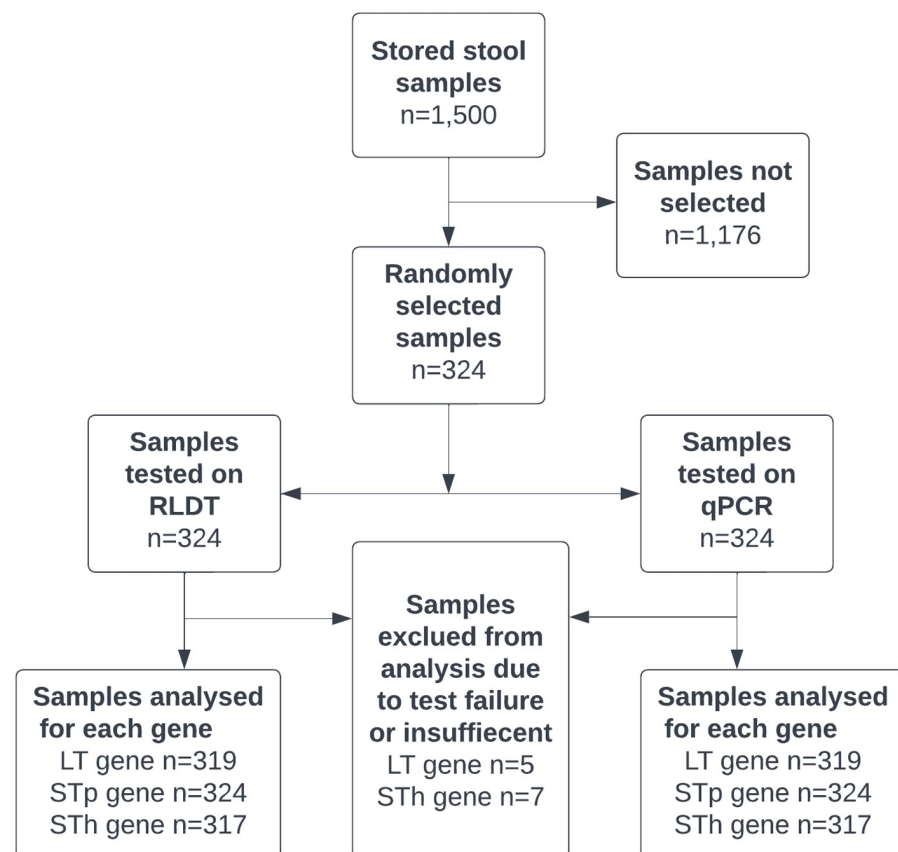 Stored stool
samples
n=1,500
Samples not
selected
n=1,176
Randomly
selected
samples
n=324
Samples
tested on
RLDT
n=324
Samples
tested on
qPCR
n=324
Samples
exclued from
analysis due
to test failure
or insuffiecent
LT gene n=5
STh gene n=7
Samples analysed
for each gene
LT gene n=319
STp gene n=324
STh gene n=317
Samples analysed
for each gene
LT gene n=319
STp gene n=324
STh gene n=317